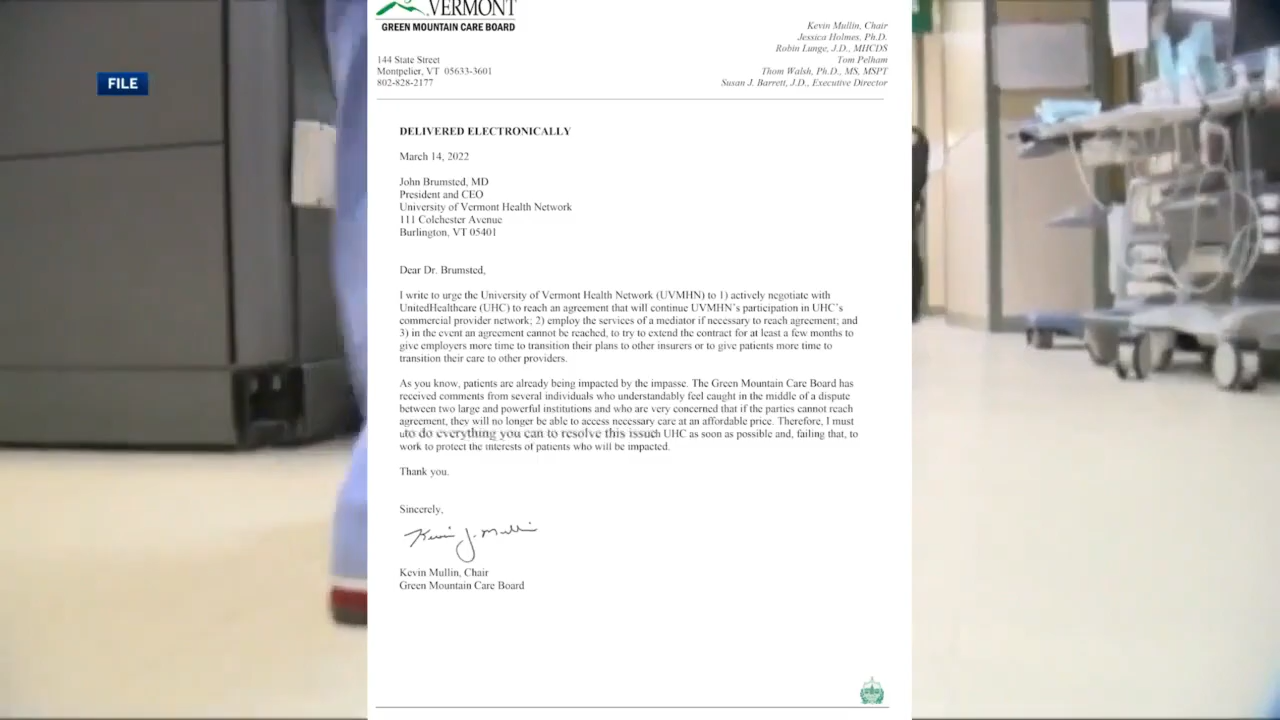 VERMONT
GREEN MOUNTAIN CARE BOARD
144 State Street
Montpelier, VT 05633-3601
802-828-2177
Kevin Mullin, Chair
Jessica Holmes, Ph.D.
Robin Lunge, J.D., MHCDS
Tom Pelham
Thom Walsh, Ph.D., MS, MSPT
Susan J. Barrett, J.D., Executive Director
FILE
DELIVERED ELECTRONICALLY
March 14, 2022
John Brumsted, MD
President and CEO
University of Vermont Health Network
111 Colchester Avenue
Burlington, VT 05401
Dear Dr. Brumsted,
I write to urge the University of Vermont Health Network (UVMHN) to 1) actively negotiate with
UnitedHealthcare (UHC) to reach an agreement that will continue UVMHN's participation in UHC's
commercial provider network; 2) employ the services of a mediator if necessary to reach agreement; and
3) in the event an agreement cannot be reached, to try to extend the contract for at least a few months to
give employers more time to transition their plans to other insurers or to give patients more time to
transition their care to other providers.
As you know, patients are already being impacted by the impasse. The Green Mountain Care Board has
received comments from several individuals who understandably feel caught in the middle of a dispute
between two large and powerful institutions and who are very concerned that if the parties cannot reach
agreement, they will no longer be able to access necessary care at an affordable price. Therefore, I must
to do everything you can to resolve this issue UHC as soon as possible and, failing that, to
work to protect the interests of patients who will be impacted.
Thank you.
Sincerely,
Kevin J. Mullin
Kevin Mullin, Chair
Green Mountain Care Board